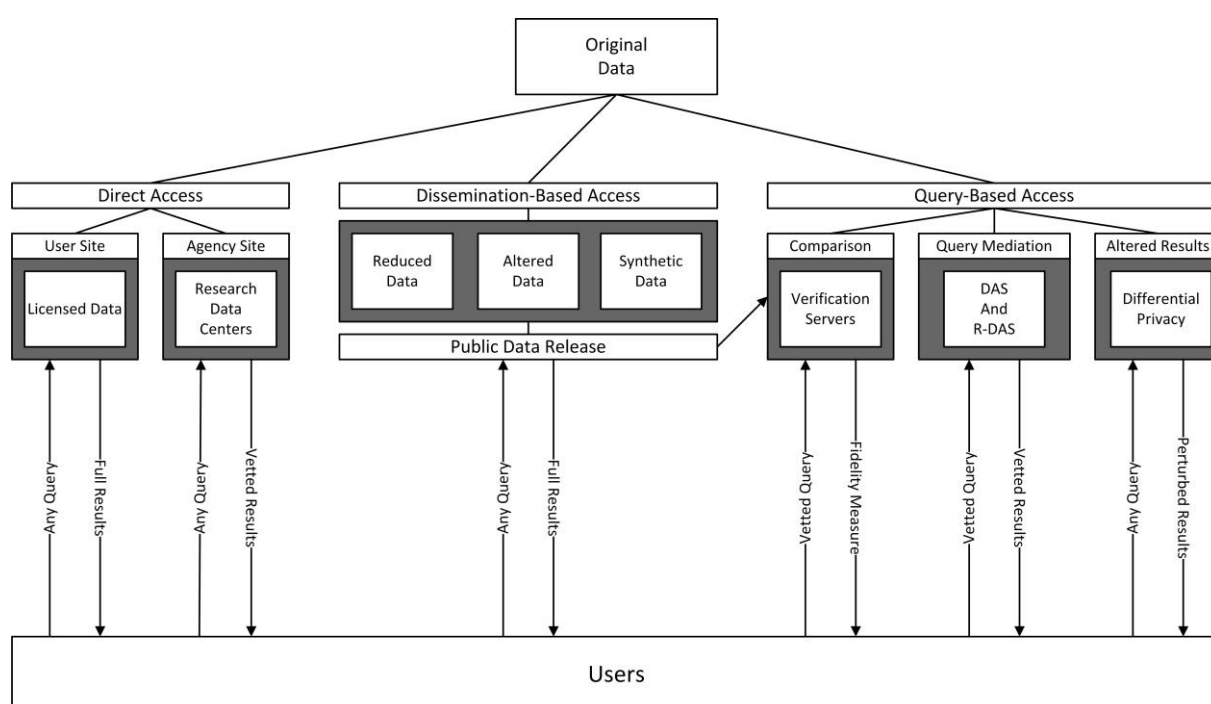 Original
Data
Direct Access
Dissemination-Based Access
Query-Based Access
User Site
Agency Site
Comparison
Query Mediation
Altered Results
Licensed Data
Research
Data
Centers
Reduced
Data
Altered
Data
Synthetic
Data
Verification
Servers
DAS
And
R-DAS
Differential
Privacy
Public Data Release
Any Query
Full Results
Any Query
Vetted Results
Any Query
Full Results
Vetted Query
Fidelity Measure
Vetted Query
Vetted Results
Any Query
Perturbed Results
Users